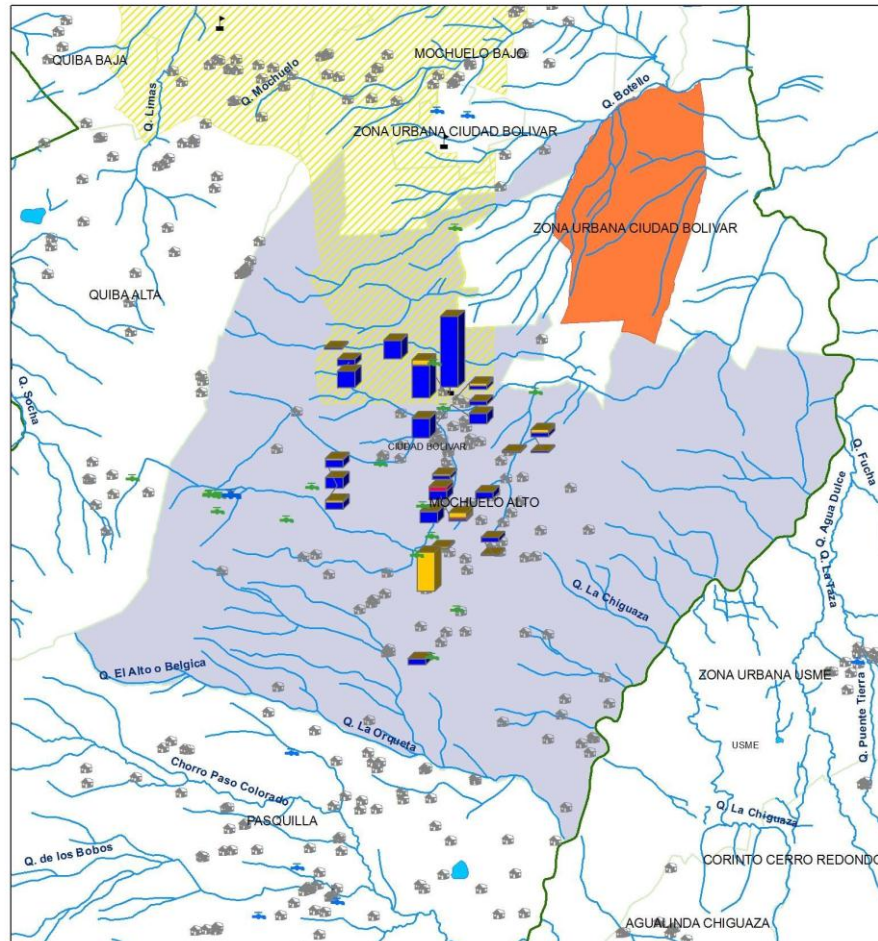 QUIBA BAJA
MOCHUELO BAJO
Q. Mochuelo
Q. Limas
Q. Botello
ZONA URBANA CIUDAD BOLIVAR
ZONA URBANA CIUDAD BOLIVAR
QUIBA ALTA
Q. Socha
CIUDAD BOLIVAR
Q. Fucha
MOCHUELO ALTO
Q. Agua Dulce
Q. La Taza
Q. La Chiguaza
Q. El Alto o Belgica
ZONA URBANA USME
Q. Puente Tierra
Q. La Orqueta
USME
Chorro Paso Colorado
Q. La Chiguaza
PASQUILLA
Q. de los Bobos
CORINTO CERRO REDONDO
AGUALINDA CHIGUAZA